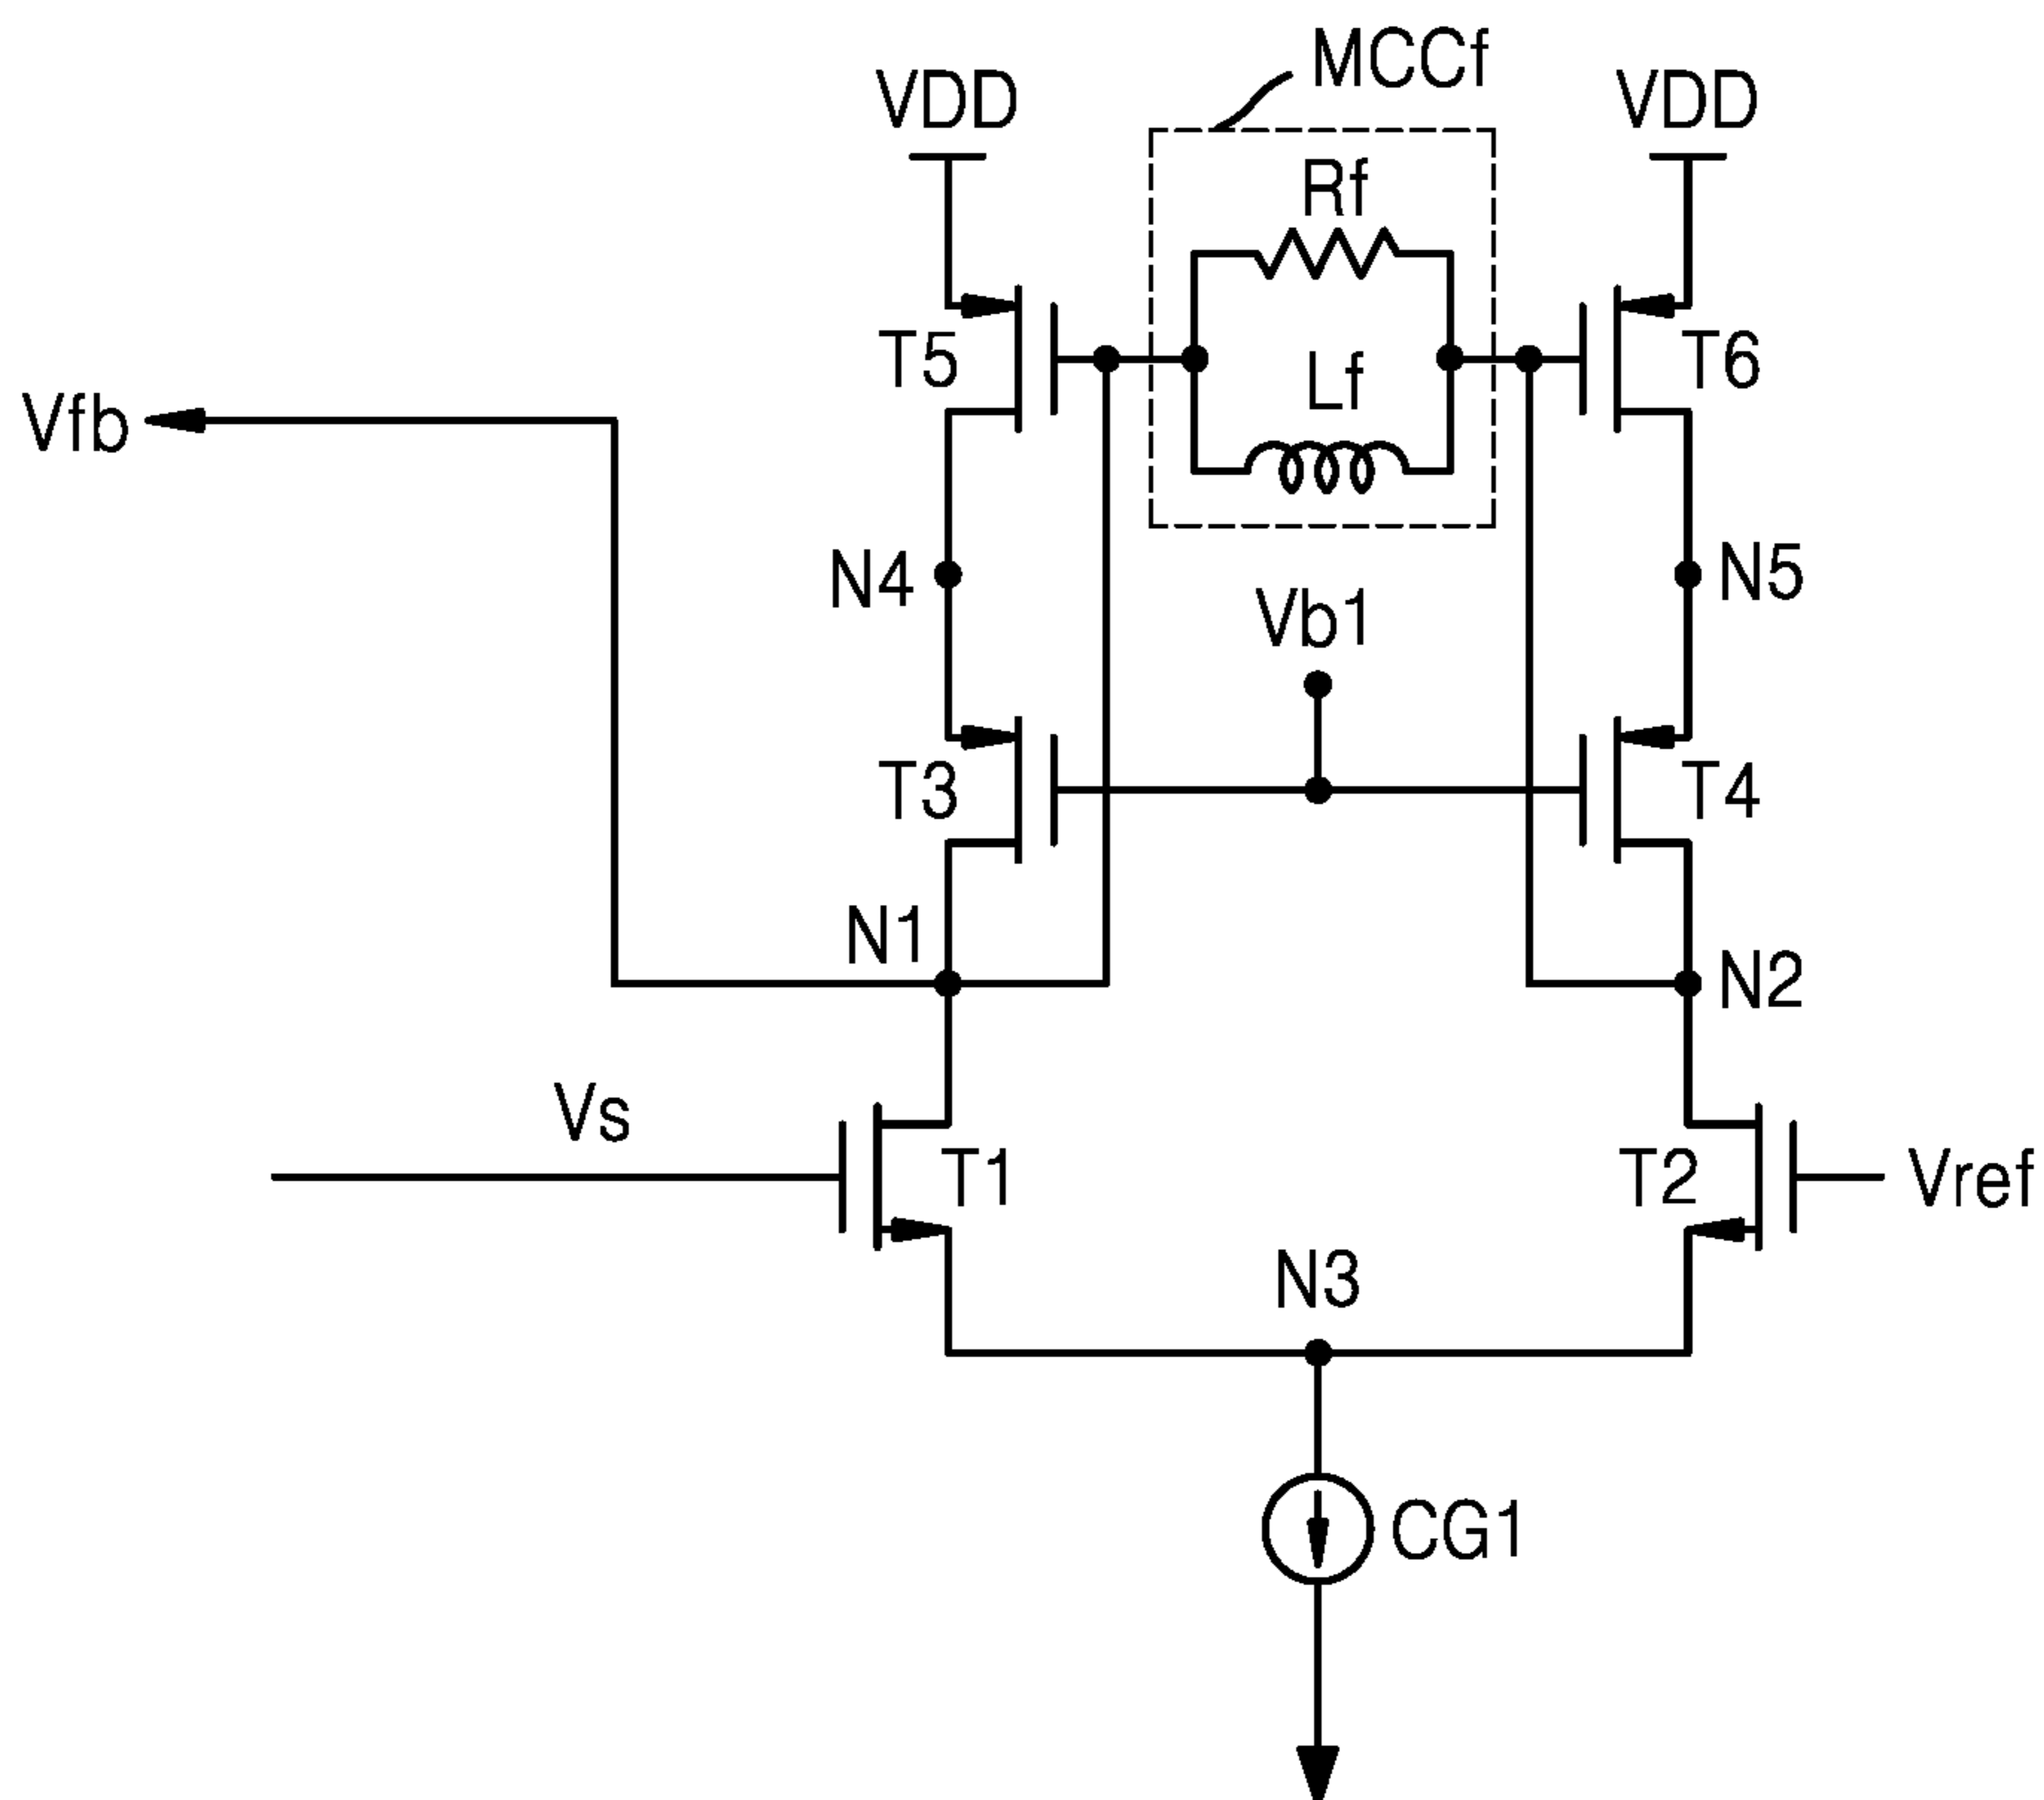 MCCf
VDD
VDD
Rf
T5
Lf
T6
Vfb
N4
N5
Vb1
T3
T4
N1
N2
Vs
T1
T2
Vref
N3
CG1